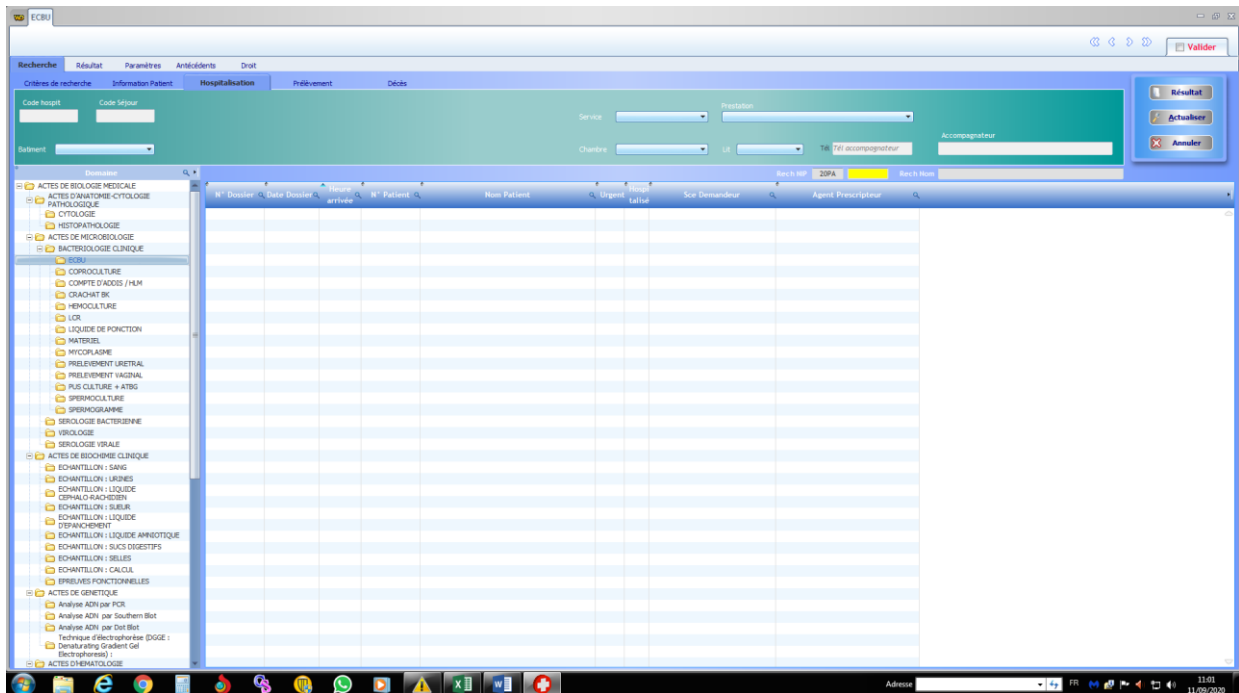 ECBU
Valider
Recherche Résultat Paramètres Antécédents Droit
Critères de recherche Information Patient Hospitalisation Prélèvement Décés
Code hosprit Code Séjour
Service
Prestation
Résultat
Actualiser
Annuler
Batiment
Chambre
Lit
Tél Tél accompagnateur
Accompagnateur
Domaine
Rech NIP 20PA Rech Nom
N° Dossier Date Dossier Heure arrivée N° Patient Nom Patient Urgent Hospi talisé Sce Demandeur Agent Prescripteur
ACTES DE BIOLOGIE MEDICALE
ACTES D'ANATOMIE-CYTOLOGIE
PATHOLOGIQUE
CYTOLOGIE
HISTOPATHOLOGIE
ACTES DE MICROBIOLOGIE
BACTERIOLOGIE CLINIQUE
ECBU
COPROCULTURE
COMPTE D'ADDIS / HLM
CRACHAT BK
HEMOCULTURE
LCR
LIQUIDE DE PONCTION
MATERIEL
MYCOPLASME
PRELEVEMENT URETRAL
PRELEVEMENT VAGINAL
PUS CULTURE + ATBG
SPERMOCULTURE
SPERMOGRAMME
SEROLOGIE BACTERIENNE
VIROLOGIE
SEROLOGIE VIRALE
ACTES DE BIOCHIMIE CLINIQUE
ECHANTILLON : SANG
ECHANTILLON : URINES
ECHANTILLON : LIQUIDE
CEPHALO-RACHIDIEN
ECHANTILLON : SUEUR
ECHANTILLON : LIQUIDE
D'EPANCHEMENT
ECHANTILLON : LIQUIDE AMNIOTIQUE
ECHANTILLON : SUCS DIGESTIFS
ECHANTILLON : SELLES
ECHANTILLON : CALCUL
EPREUVES FONCTIONNELLES
ACTES DE GENETIQUE
Analyse ADN par PCR
Analyse ADN par Southern Blot
Analyse ADN par Dot Blot
Technique d'électrophorèse (DGGE :
Denaturating Gradient Gel
Electrophoresis) :
ACTES D'HEMATOLOGIE
Adresse FR 11:01
11/09/2020